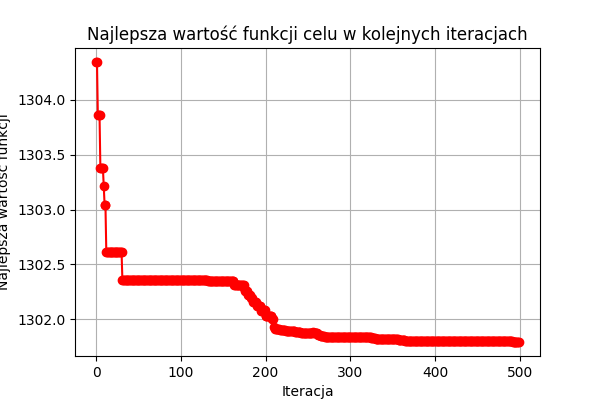 Najlepsza wartość funkcji celu w kolejnych iteracjach
Najlepsza wartość funkcji
1304.0
1303.5
1303.0
1302.5
1302.0
0 100 200 300 400 500
Iteracja